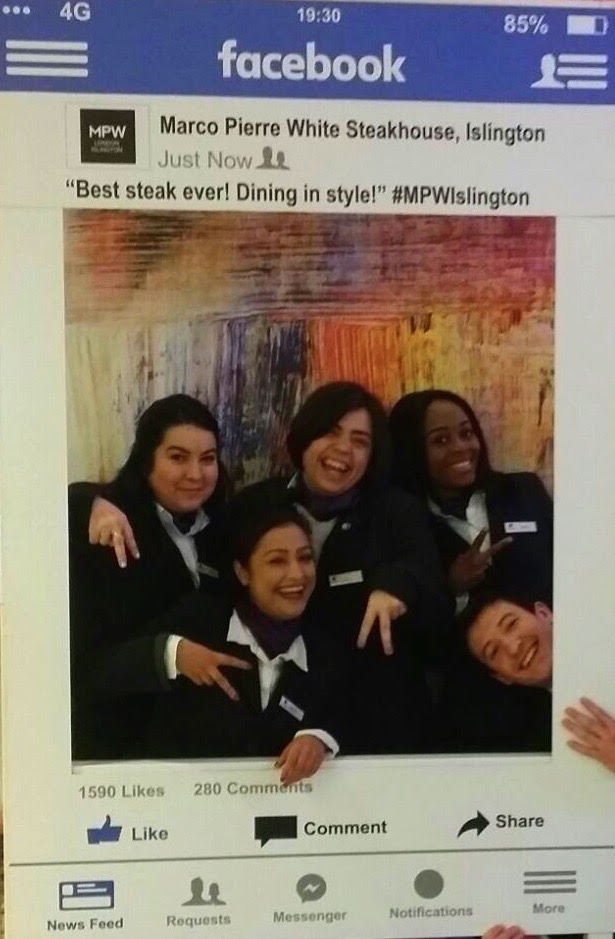 4G 19:30 85%
facebook
MPW
LONDON
ISLINGTON
Marco Pierre White Steakhouse, Islington
Just Now
“Best steak ever! Dining in style!” #MPWIslington
1590 Likes 280 Comments
Like Comment Share
News Feed Requests Messenger Notifications More